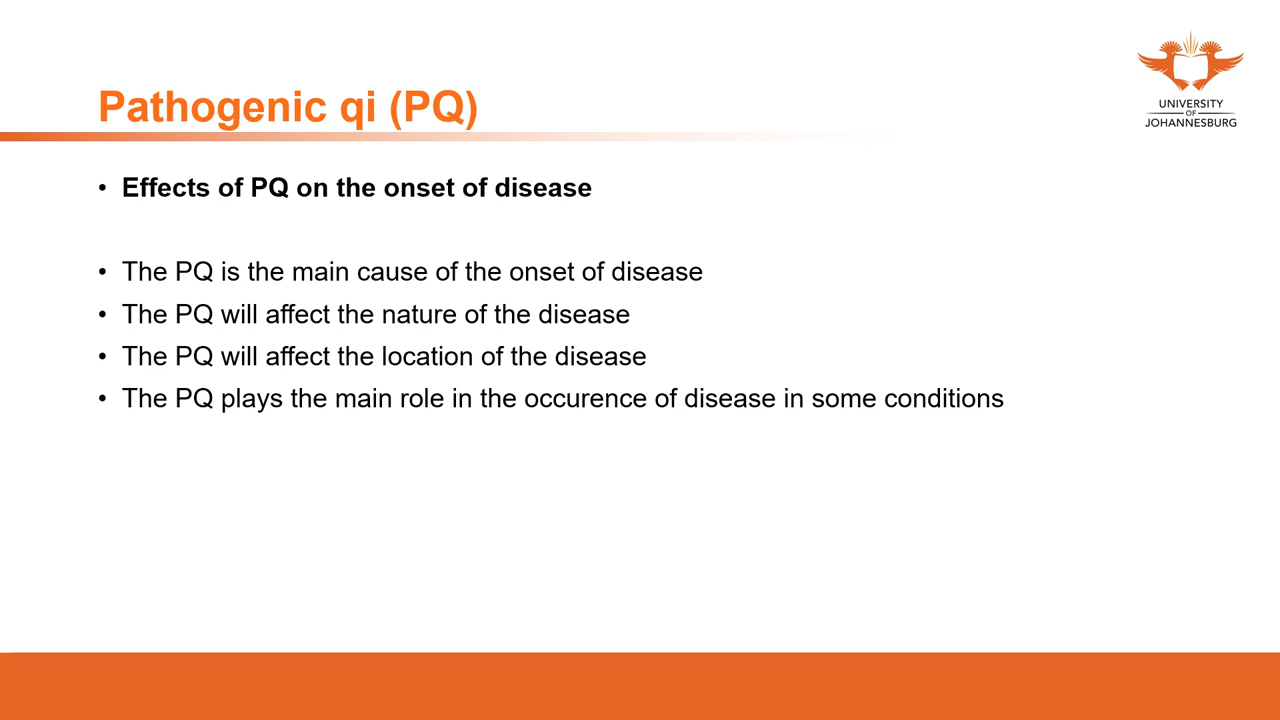 Pathogenic qi (PQ)
UNIVERSITY
OF
JOHANNESBURG
• Effects of PQ on the onset of disease
• The PQ is the main cause of the onset of disease
• The PQ will affect the nature of the disease
• The PQ will affect the location of the disease
• The PQ plays the main role in the occurence of disease in some conditions